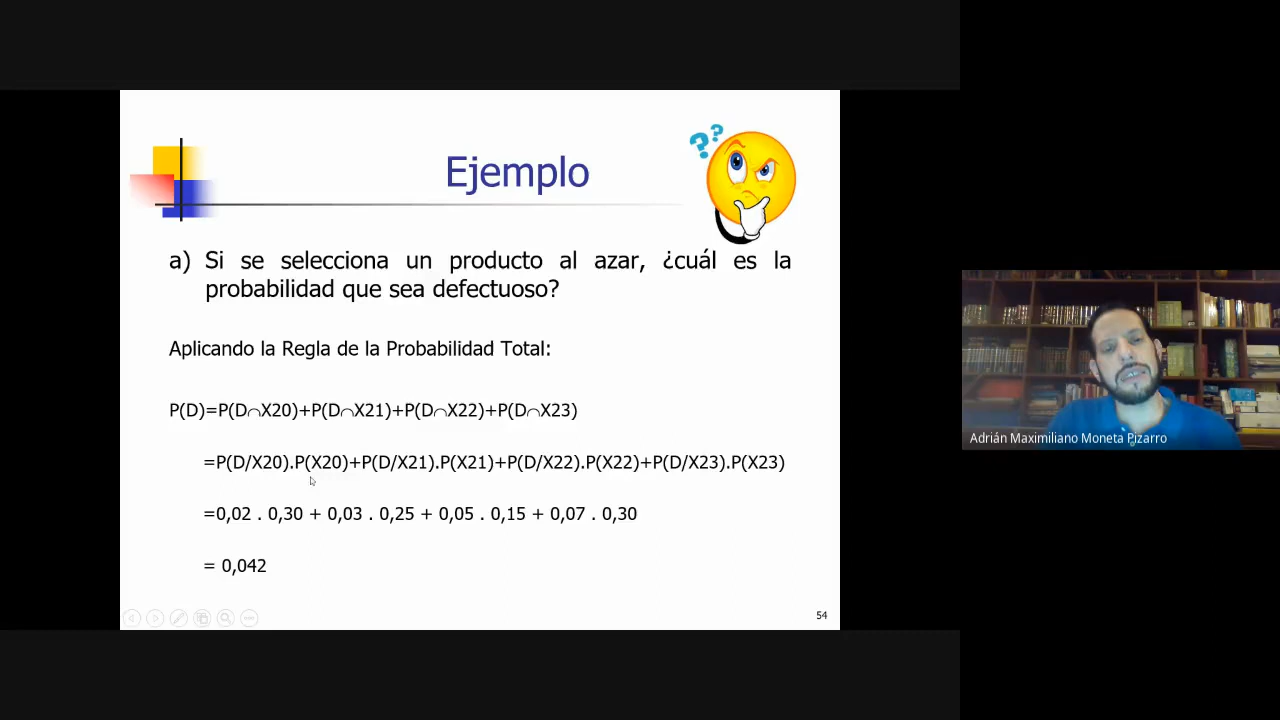 Ejemplo
??
a) Si se selecciona un producto al azar, ¿cuál es la
probabilidad que sea defectuoso?
Aplicando la Regla de la Probabilidad Total:
P(D)=P(D∩X20)+P(D∩X21)+P(D∩X22)+P(D∩X23)
=P(D/X20).P(X20)+P(D/X21).P(X21)+P(D/X22).P(X22)+P(D/X23).P(X23)
=0,02 . 0,30 + 0,03 . 0,25 + 0,05 . 0,15 + 0,07 . 0,30
= 0,042
54
Adrián Maximiliano Moneta Pizarro